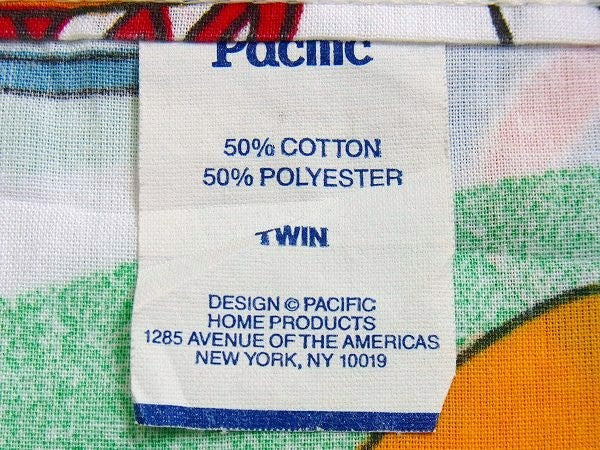 Pacific
50% COTTON
50% POLYESTER
TWIN
DESIGN © PACIFIC
HOME PRODUCTS
1285 AVENUE OF THE AMERICAS
NEW YORK, NY 10019